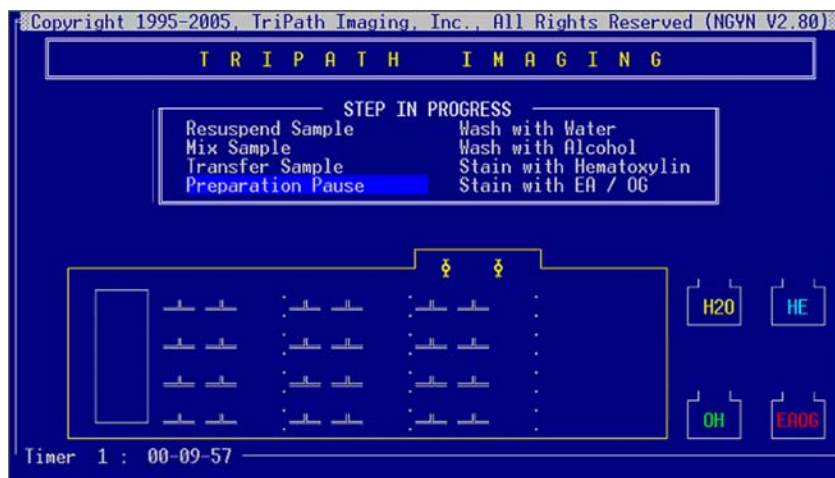 Copyright 1995-2005, TriPath Imaging, Inc., All Rights Reserved (NGYN V2.80)
TRIPATH IMAGING
STEP IN PROGRESS
Resuspend Sample Wash with Water
Mix Sample Wash with Alcohol
Transfer Sample Stain with Hematoxylin
Preparation Pause Stain with EA / OG
H2O HE
OH EAOG
Timer 1 : 00-09-57